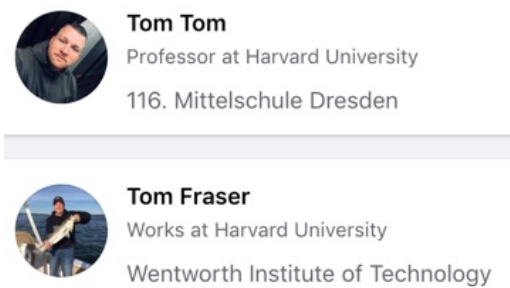 Tom Tom
Professor at Harvard University
116. Mittelschule Dresden
Tom Fraser
Works at Harvard University
Wentworth Institute of Technology